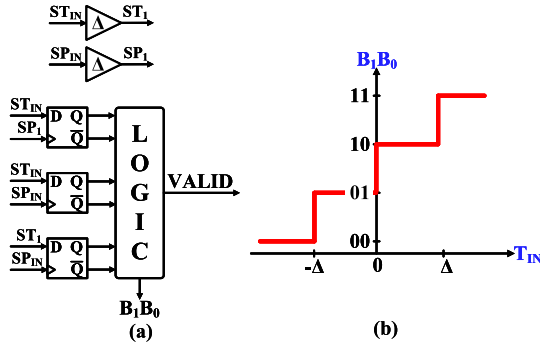 ST_IN Δ ST_1
SP_IN Δ SP_1
ST_IN D Q
SP_1 Q̅
ST_IN D Q
SP_IN Q̅
ST_1 D Q
SP_IN Q̅
LOGIC
VALID
B_1B_0
(a)
B_1B_0
11
10
01
00
-Δ 0 Δ T_IN
(b)